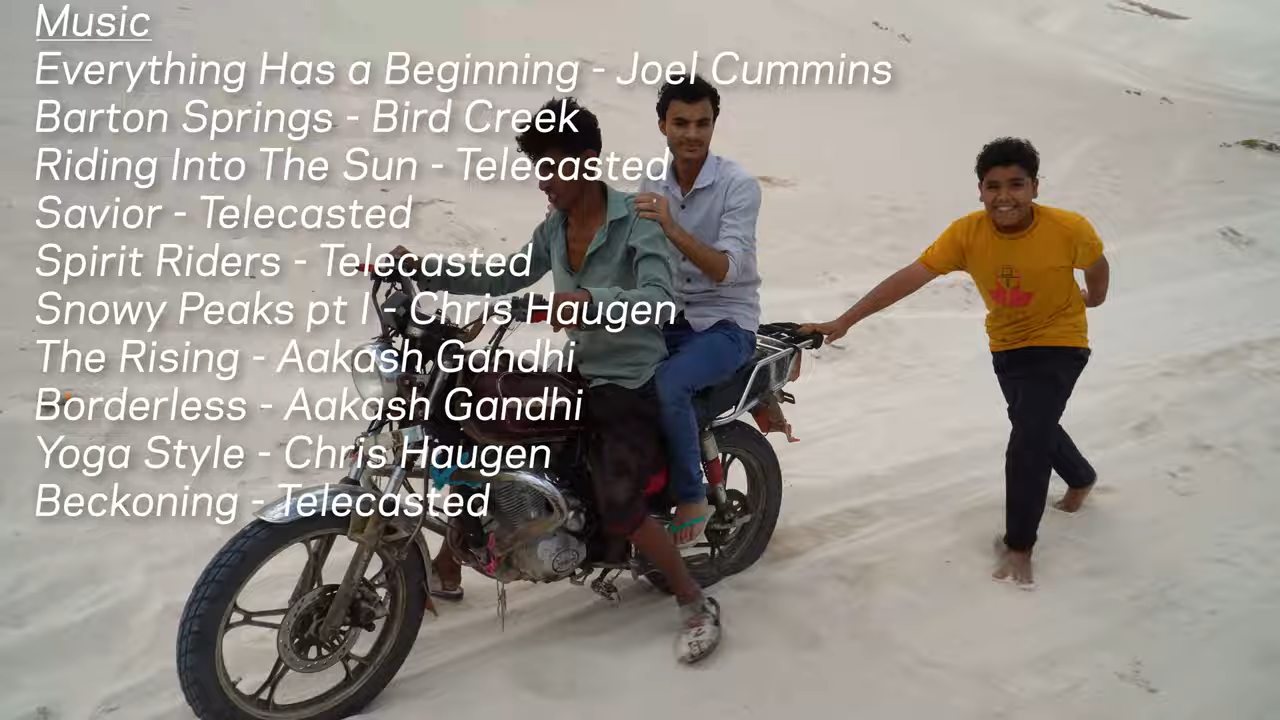 Music
Everything Has a Beginning - Joel Cummins
Barton Springs - Bird Creek
Riding Into The Sun - Telecasted
Savior - Telecasted
Spirit Riders - Telecasted
Snowy Peaks pt I - Chris Haugen
The Rising - Aakash Gandhi
Borderless - Aakash Gandhi
Yoga Style - Chris Haugen
Beckoning - Telecasted